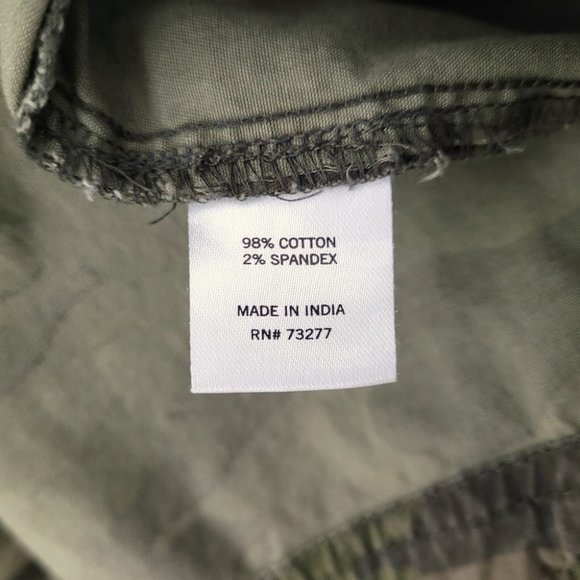 98% COTTON
2% SPANDEX
MADE IN INDIA
RN# 73277